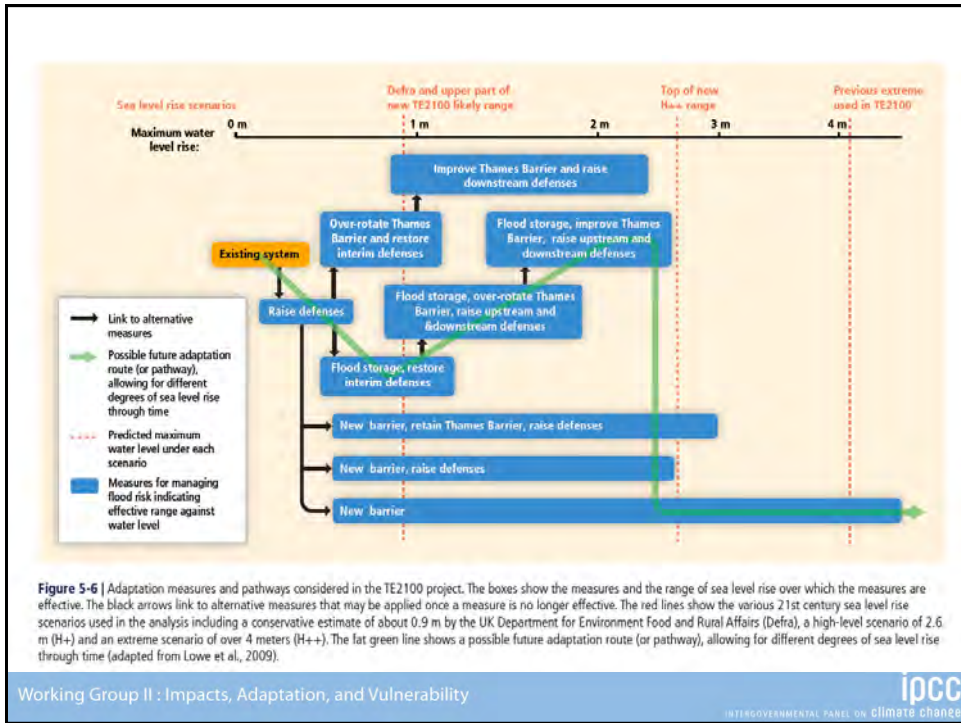 Sea level rise scenarios
Defra and upper part of
new TE2100 likely range
Top of new
H++ range
Previous extreme
used in TE2100
Maximum water
level rise:
0 m
1 m
2 m
3 m
4 m
Improve Thames Barrier and raise
downstream defenses
Over-rotate Thames
Barrier and restore
interim defenses
Flood storage, improve Thames
Barrier, raise upstream and
downstream defenses
Existing system
Raise defenses
Flood storage, over-rotate Thames
Barrier, raise upstream and
&downstream defenses
Flood storage, restore
interim defenses
New barrier, retain Thames Barrier, raise defenses
New barrier, raise defenses
New barrier
Link to alternative
measures
Possible future adaptation
route (or pathway),
allowing for different
degrees of sea level rise
through time
Predicted maximum
water level under each
scenario
Measures for managing
flood risk indicating
effective range against
water level
Figure 5-6 | Adaptation measures and pathways considered in the TE2100 project. The boxes show the measures and the range of sea level rise over which the measures are
effective. The black arrows link to alternative measures that may be applied once a measure is no longer effective. The red lines show the various 21st century sea level rise
scenarios used in the analysis including a conservative estimate of about 0.9 m by the UK Department for Environment Food and Rural Affairs (Defra), a high-level scenario of 2.6
m (H+) and an extreme scenario of over 4 meters (H++). The fat green line shows a possible future adaptation route (or pathway), allowing for different degrees of sea level rise
through time (adapted from Lowe et al., 2009).
Working Group II : Impacts, Adaptation, and Vulnerability
ipcc
INTERGOVERNMENTAL PANEL ON climate change